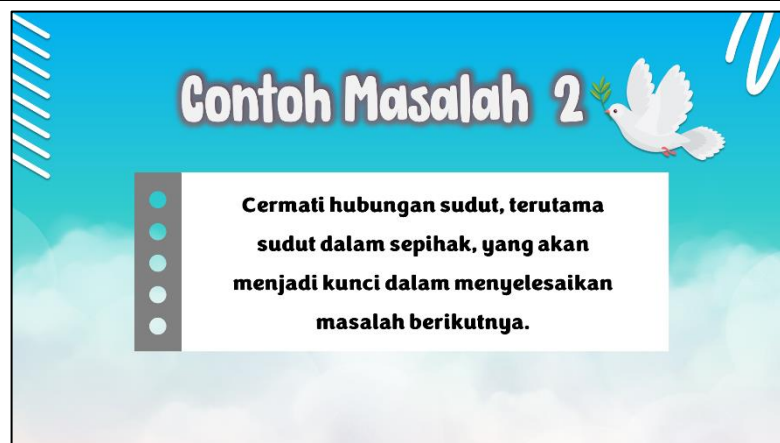 Contoh Masalah 2
Cermati hubungan sudut, terutama
sudut dalam sepihak, yang akan
menjadi kunci dalam menyelesaikan
masalah berikutnya.